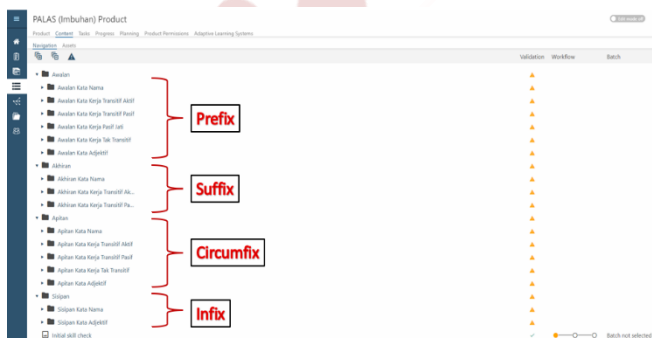 PALAS (Imbuhan) Product
Edit mode off
Product Content Tasks Progress Planning Product Permissions Adaptive Learning Systems
Navigation Assets
Validation Workflow Batch
Awalan
Awalan Kata Nama
Awalan Kata Kerja Transitif Aktif
Awalan Kata Kerja Transitif Pasif
Awalan Kata Kerja Pasif Jati
Awalan Kata Kerja Tak Transitif
Awalan Kata Adjektif
Prefix
Akhiran
Akhiran Kata Nama
Akhiran Kata Kerja Transitif Ak...
Akhiran Kata Kerja Transitif Pa...
Suffix
Apitan
Apitan Kata Nama
Apitan Kata Kerja Transitif Aktif
Apitan Kata Kerja Transitif Pasif
Apitan Kata Kerja Tak Transitif
Apitan Kata Adjektif
Circumfix
Sisipan
Sisipan Kata Nama
Sisipan Kata Adjektif
Infix
Initial skill check
Batch not selected